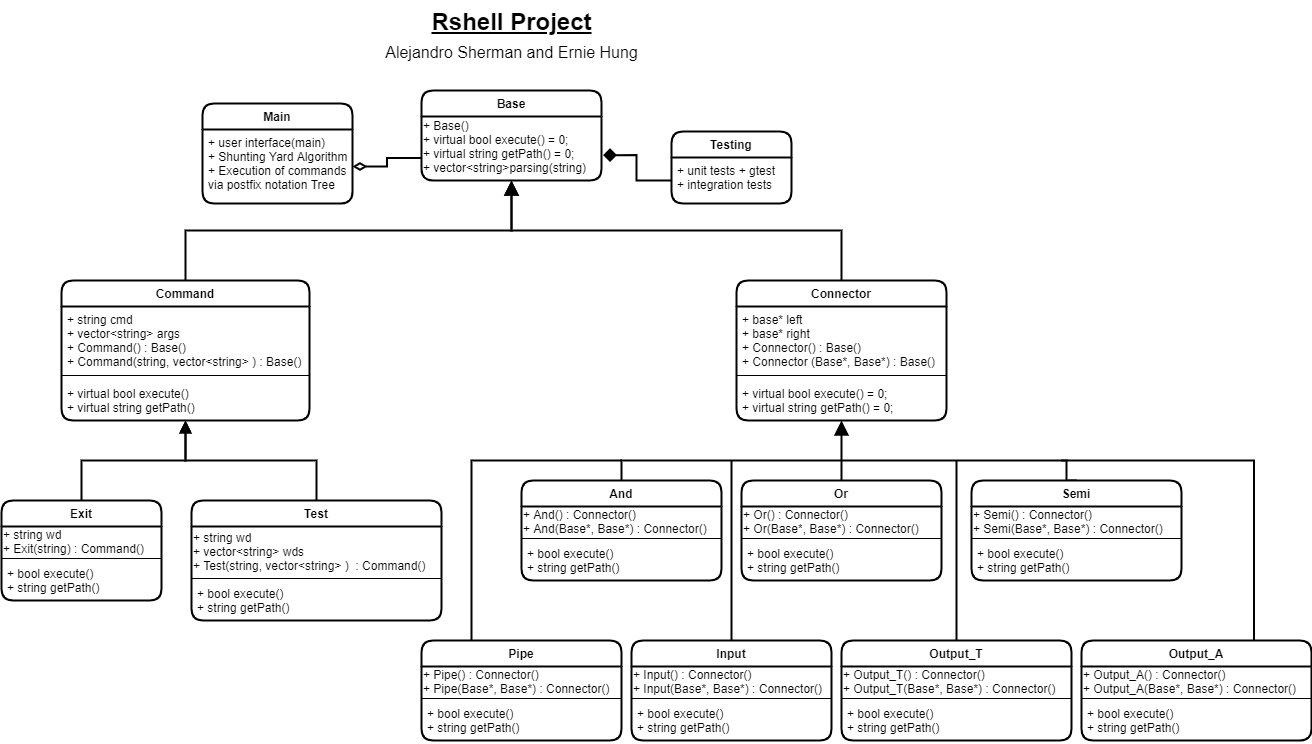 Rshell Project
Alejandro Sherman and Ernie Hung
Main
+ user interface(main)
+ Shunting Yard Algorithm
+ Execution of commands
via postfix notation Tree
Base
+ Base()
+ virtual bool execute() = 0;
+ virtual string getPath() = 0;
+ vector<string>parsing(string)
Testing
+ unit tests + gtest
+ integration tests
Command
+ string cmd
+ vector<string> args
+ Command() : Base()
+ Command(string, vector<string> ) : Base()
+ virtual bool execute()
+ virtual string getPath()
Connector
+ base* left
+ base* right
+ Connector() : Base()
+ Connector (Base*, Base*) : Base()
+ virtual bool execute() = 0;
+ virtual string getPath() = 0;
Exit
+ string wd
+ Exit(string) : Command()
+ bool execute()
+ string getPath()
Test
+ string wd
+ vector<string> wds
+ Test(string, vector<string> ) : Command()
+ bool execute()
+ string getPath()
And
+ And() : Connector()
+ And(Base*, Base*) : Connector()
+ bool execute()
+ string getPath()
Or
+ Or() : Connector()
+ Or(Base*, Base*) : Connector()
+ bool execute()
+ string getPath()
Semi
+ Semi() : Connector()
+ Semi(Base*, Base*) : Connector()
+ bool execute()
+ string getPath()
Pipe
+ Pipe() : Connector()
+ Pipe(Base*, Base*) : Connector()
+ bool execute()
+ string getPath()
Input
+ Input() : Connector()
+ Input(Base*, Base*) : Connector()
+ bool execute()
+ string getPath()
Output_T
+ Output_T() : Connector()
+ Output_T(Base*, Base*) : Connector()
+ bool execute()
+ string getPath()
Output_A
+ Output_A() : Connector()
+ Output_A(Base*, Base*) : Connector()
+ bool execute()
+ string getPath()